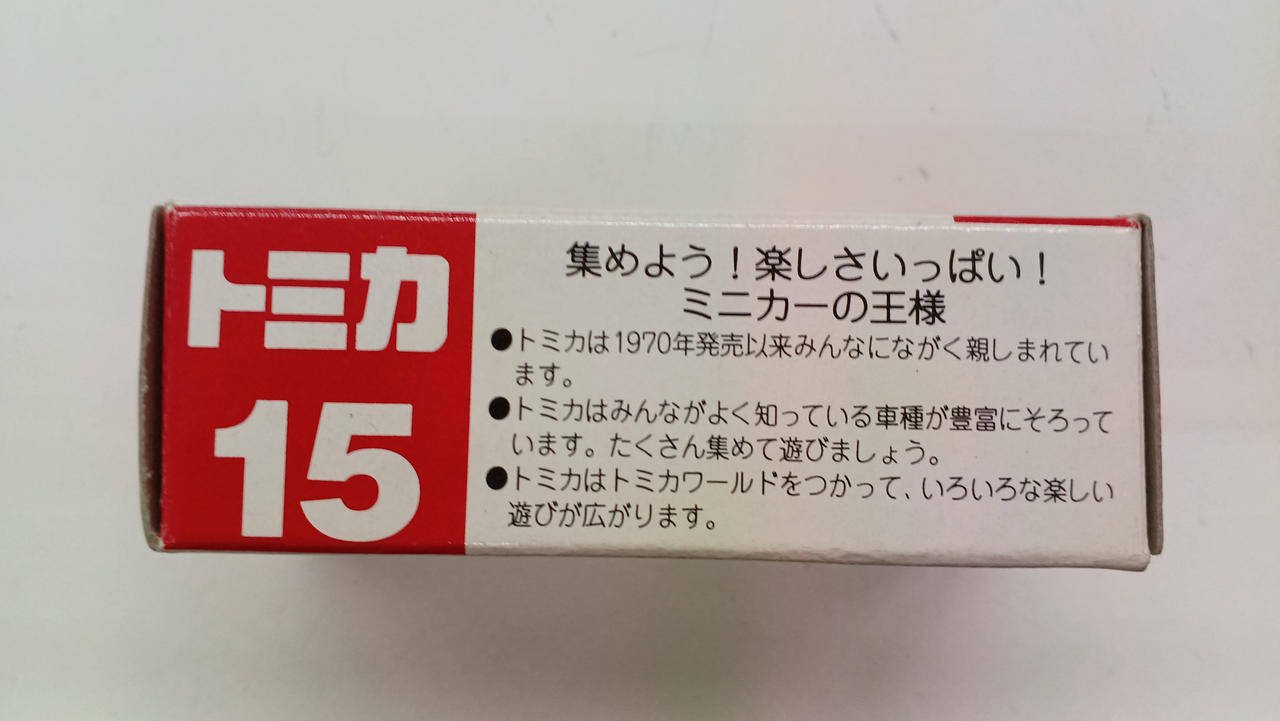 トミカ
15
集めよう！楽しさいっぱい！
ミニカーの王様
●トミカは1970年発売以来みんなにながく親しまれてい
ます。
●トミカはみんながよく知っている車種が豊富にそろって
います。たくさん集めて遊びましょう。
●トミカはトミカワールドをつかって、いろいろな楽しい
遊びが広がります。